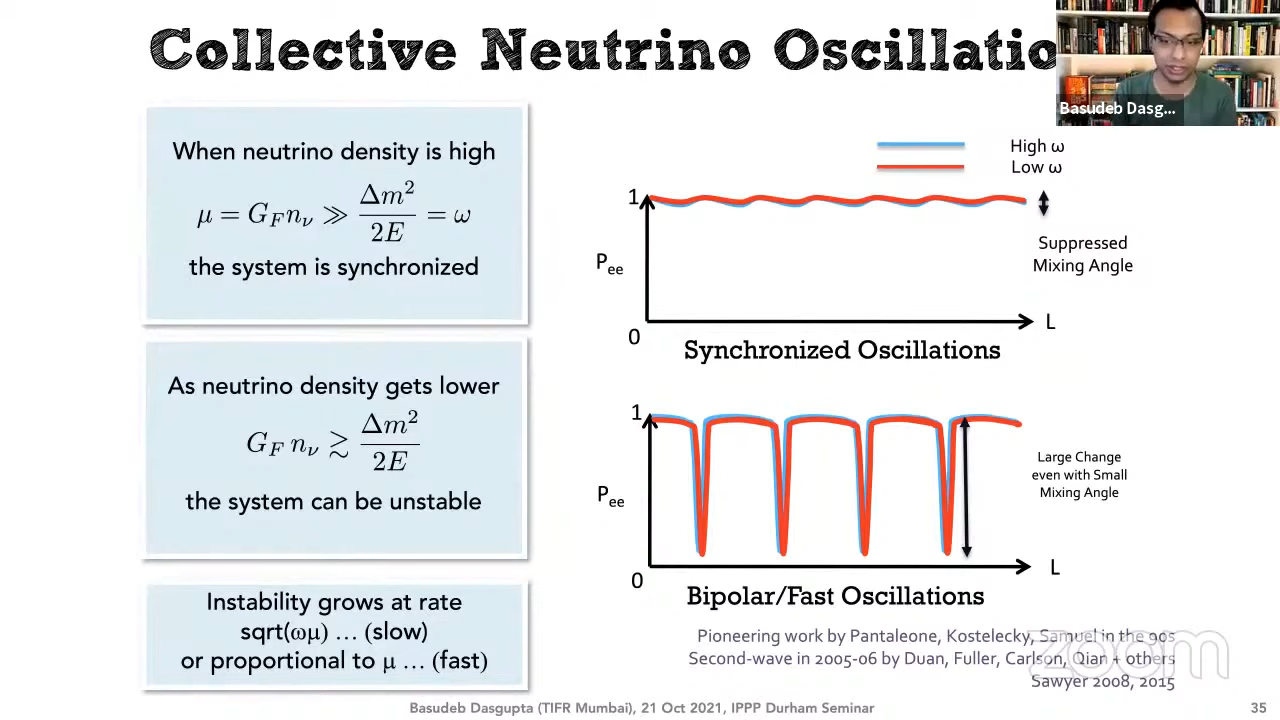 Collective Neutrino Oscillatio
Basudeb Dasg...
When neutrino density is high
μ = G_F n_ν ≫ Δm²/2E = ω
the system is synchronized
As neutrino density gets lower
G_F n_ν ≳ Δm²/2E
the system can be unstable
Instability grows at rate
sqrt(ωμ) … (slow)
or proportional to μ … (fast)
High ω
Low ω
1
P_ee
0
L
Suppressed
Mixing Angle
Synchronized Oscillations
1
P_ee
0
L
Large Change
even with Small
Mixing Angle
Bipolar/Fast Oscillations
Pioneering work by Pantaleone, Kostelecky, Samuel in the 90s
Second-wave in 2005-06 by Duan, Fuller, Carlson, Qian + others
Sawyer 2008, 2015
zoom
Basudeb Dasgupta (TIFR Mumbai), 21 Oct 2021, IPPP Durham Seminar
35